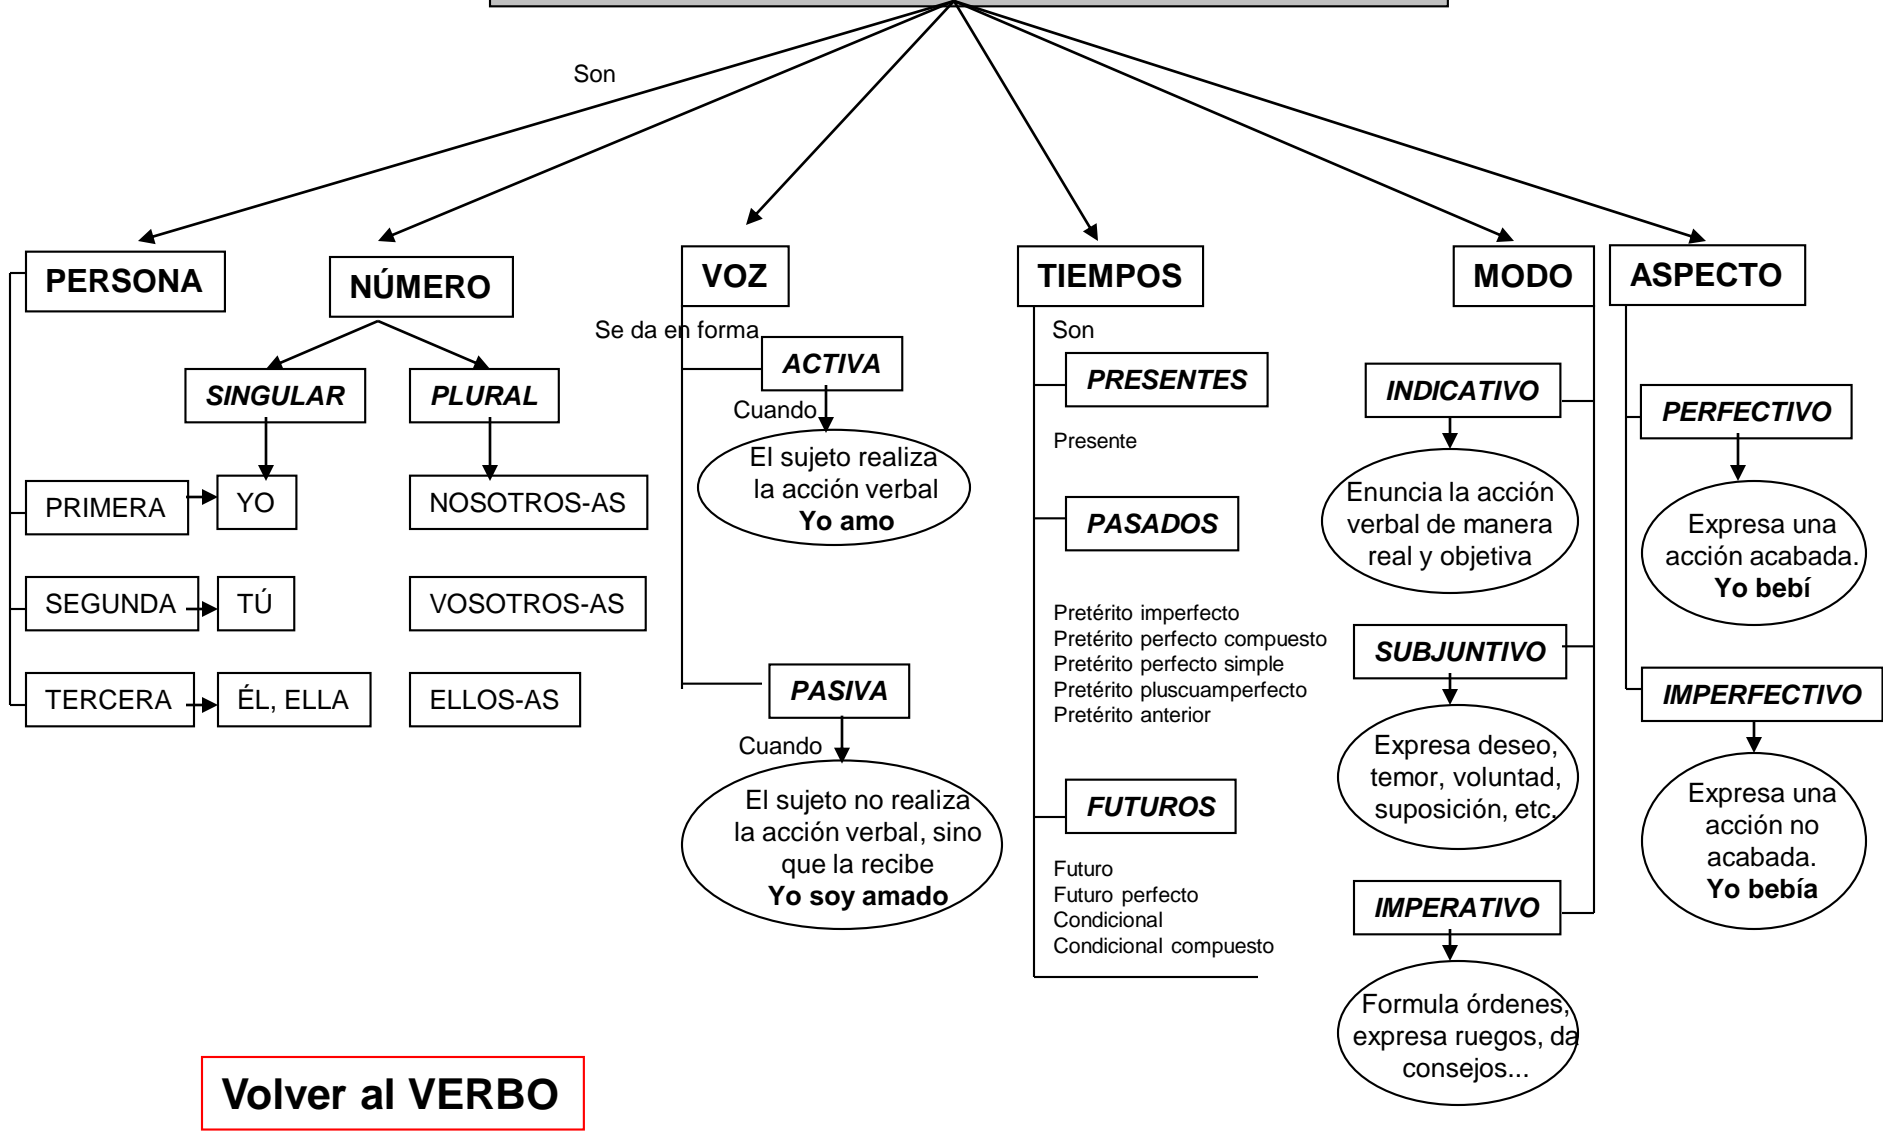 Son
PERSONA
NÚMERO
VOZ
TIEMPOS
MODO
ASPECTO
SINGULAR
PLURAL
PRIMERA
YO
NOSOTROS-AS
SEGUNDA
TÚ
VOSOTROS-AS
TERCERA
ÉL, ELLA
ELLOS-AS
Se da en forma
ACTIVA
Cuando
El sujeto realiza
la acción verbal
Yo amo
PASIVA
Cuando
El sujeto no realiza
la acción verbal, sino
que la recibe
Yo soy amado
Son
PRESENTES
Presente
PASADOS
Pretérito imperfecto
Pretérito perfecto compuesto
Pretérito perfecto simple
Pretérito pluscuamperfecto
Pretérito anterior
FUTUROS
Futuro
Futuro perfecto
Condicional
Condicional compuesto
INDICATIVO
Enuncia la acción
verbal de manera
real y objetiva
SUBJUNTIVO
Expresa deseo,
temor, voluntad,
suposición, etc.
IMPERATIVO
Formula órdenes,
expresa ruegos, da
consejos...
PERFECTIVO
Expresa una
acción acabada.
Yo bebí
IMPERFECTIVO
Expresa una
acción no
acabada.
Yo bebía
Volver al VERBO